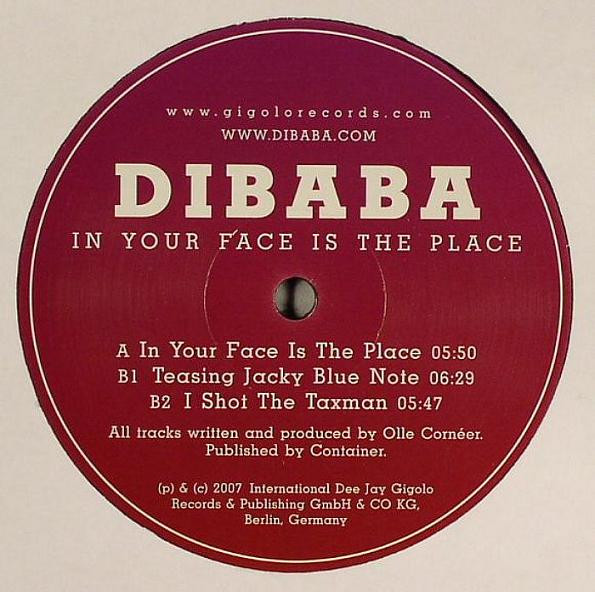 www.gigolorecords.com
WWW.DIBABA.COM
DIBABA
IN YOUR FACE IS THE PLACE
A In Your Face Is The Place 05:50
B1 Teasing Jacky Blue Note 06:29
B2 I Shot The Taxman 05:47
All tracks written and produced by Olle Cornéer.
Published by Container.
(p) & (c) 2007 International Dee Jay Gigolo
Records & Publishing GmbH & CO KG,
Berlin, Germany